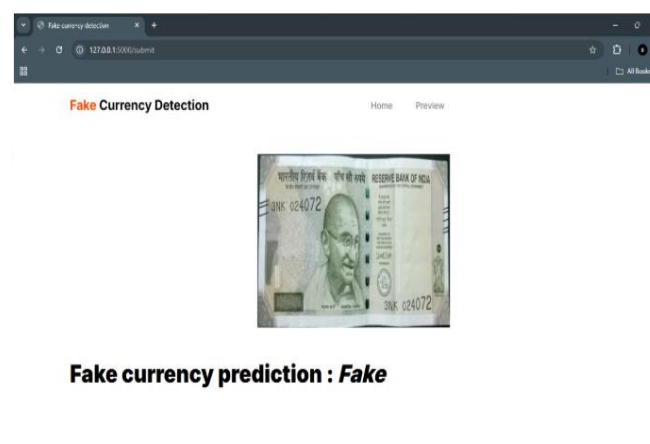 Fake currency detection
127.0.0.1:5000/submit
All Book
Fake Currency Detection
Home Preview
भारतीय रिज़र्व बैंक पाँच सौ रुपये RESERVE BANK OF INDIA
3NK 024072
3NK 024072
Fake currency prediction : Fake